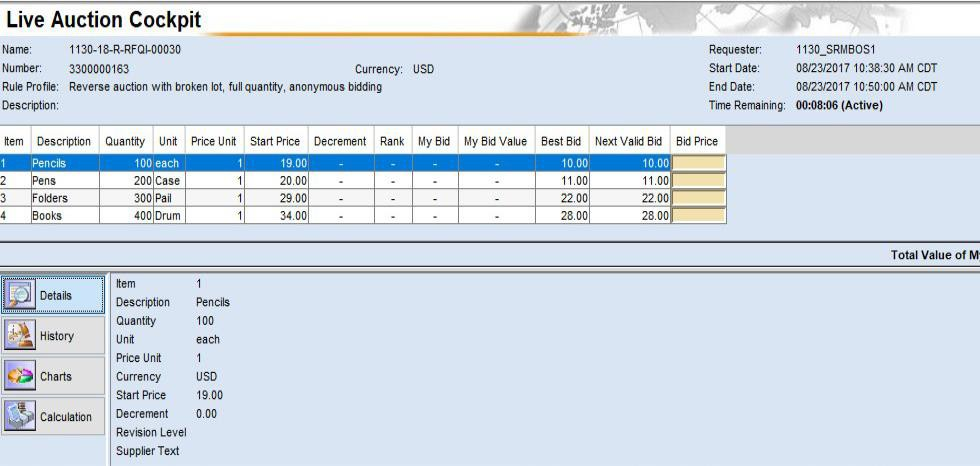 Live Auction Cockpit
Name: 1130-18-R-RFQI-00030 Requester: 1130_SRMBOS1
Number: 3300000163 Currency: USD Start Date: 08/23/2017 10:38:30 AM CDT
Rule Profile: Reverse auction with broken lot, full quantity, anonymous bidding End Date: 08/23/2017 10:50:00 AM CDT
Description: Time Remaining: 00:08:06 (Active)
Item Description Quantity Unit Price Unit Start Price Decrement Rank My Bid My Bid Value Best Bid Next Valid Bid Bid Price
1 Pencils 100 each 1 19.00 - - - - 10.00 10.00
2 Pens 200 Case 1 20.00 - - - - 11.00 11.00
3 Folders 300 Pail 1 29.00 - - - - 22.00 22.00
4 Books 400 Drum 1 34.00 - - - - 28.00 28.00
Total Value of My
Details
History
Charts
Calculation
Item 1
Description Pencils
Quantity 100
Unit each
Price Unit 1
Currency USD
Start Price 19.00
Decrement 0.00
Revision Level
Supplier Text